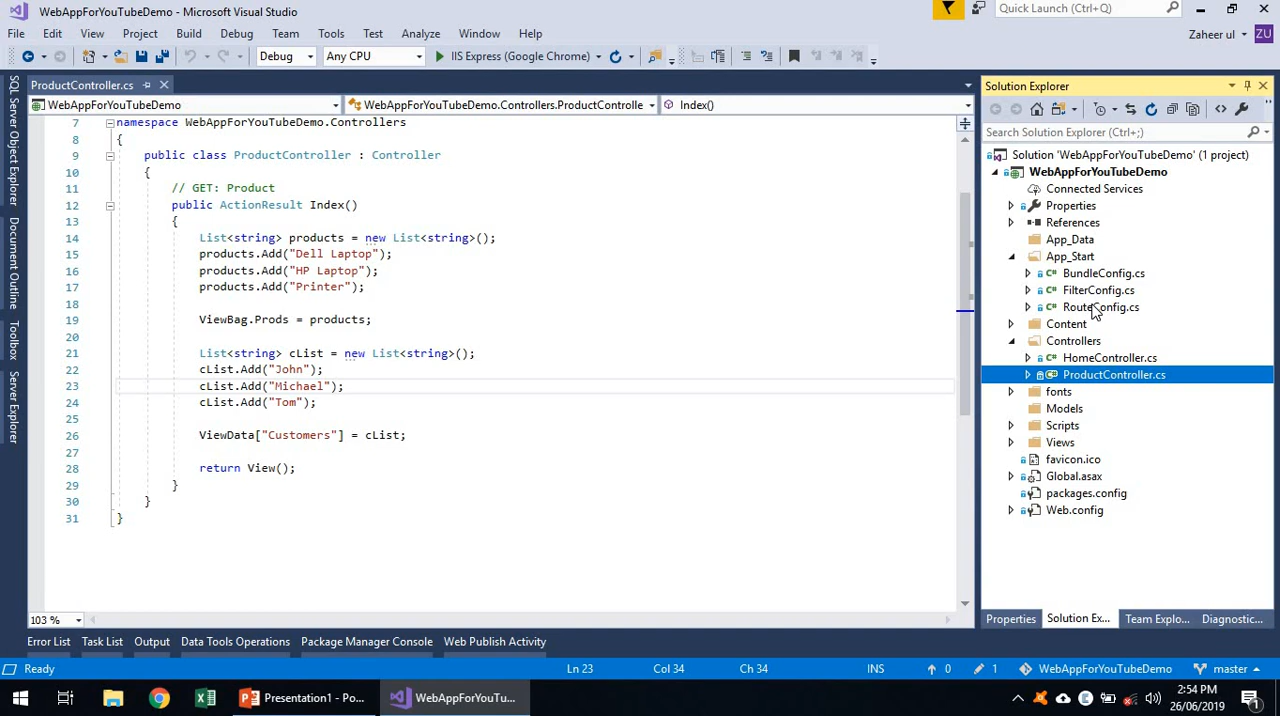 WebAppForYouTubeDemo - Microsoft Visual Studio
Quick Launch (Ctrl+Q)
File Edit View Project Build Debug Team Tools Test Analyze Window Help
Zaheer ul
ZU
Debug
Any CPU
IIS Express (Google Chrome)
ProductController.cs
WebAppForYouTubeDemo
WebAppForYouTubeDemo.Controllers.ProductControlle
Index()
SQL Server Object Explorer
Document Outline
Toolbox
Server Explorer
7 namespace WebAppForYouTubeDemo.Controllers
8 {
9 public class ProductController : Controller
10 {
11 // GET: Product
12 public ActionResult Index()
13 {
14 List<string> products = new List<string>();
15 products.Add("Dell Laptop");
16 products.Add("HP Laptop");
17 products.Add("Printer");
18
19 ViewBag.Prods = products;
20
21 List<string> cList = new List<string>();
22 cList.Add("John");
23 cList.Add("Michael");
24 cList.Add("Tom");
25
26 ViewData["Customers"] = cList;
27
28 return View();
29 }
30 }
31 }
103 %
Solution Explorer
Search Solution Explorer (Ctrl+;)
Solution 'WebAppForYouTubeDemo' (1 project)
WebAppForYouTubeDemo
Connected Services
Properties
References
App_Data
App_Start
C# BundleConfig.cs
C# FilterConfig.cs
C# RouteConfig.cs
Content
Controllers
C# HomeController.cs
C# ProductController.cs
fonts
Models
Scripts
Views
favicon.ico
Global.asax
packages.config
Web.config
Properties Solution Ex... Team Explo... Diagnostic...
Error List Task List Output Data Tools Operations Package Manager Console Web Publish Activity
Ready Ln 23 Col 34 Ch 34 INS 0 1 WebAppForYouTubeDemo master
Presentation1 - Po...
WebAppForYouTu...
2:54 PM
26/06/2019
1